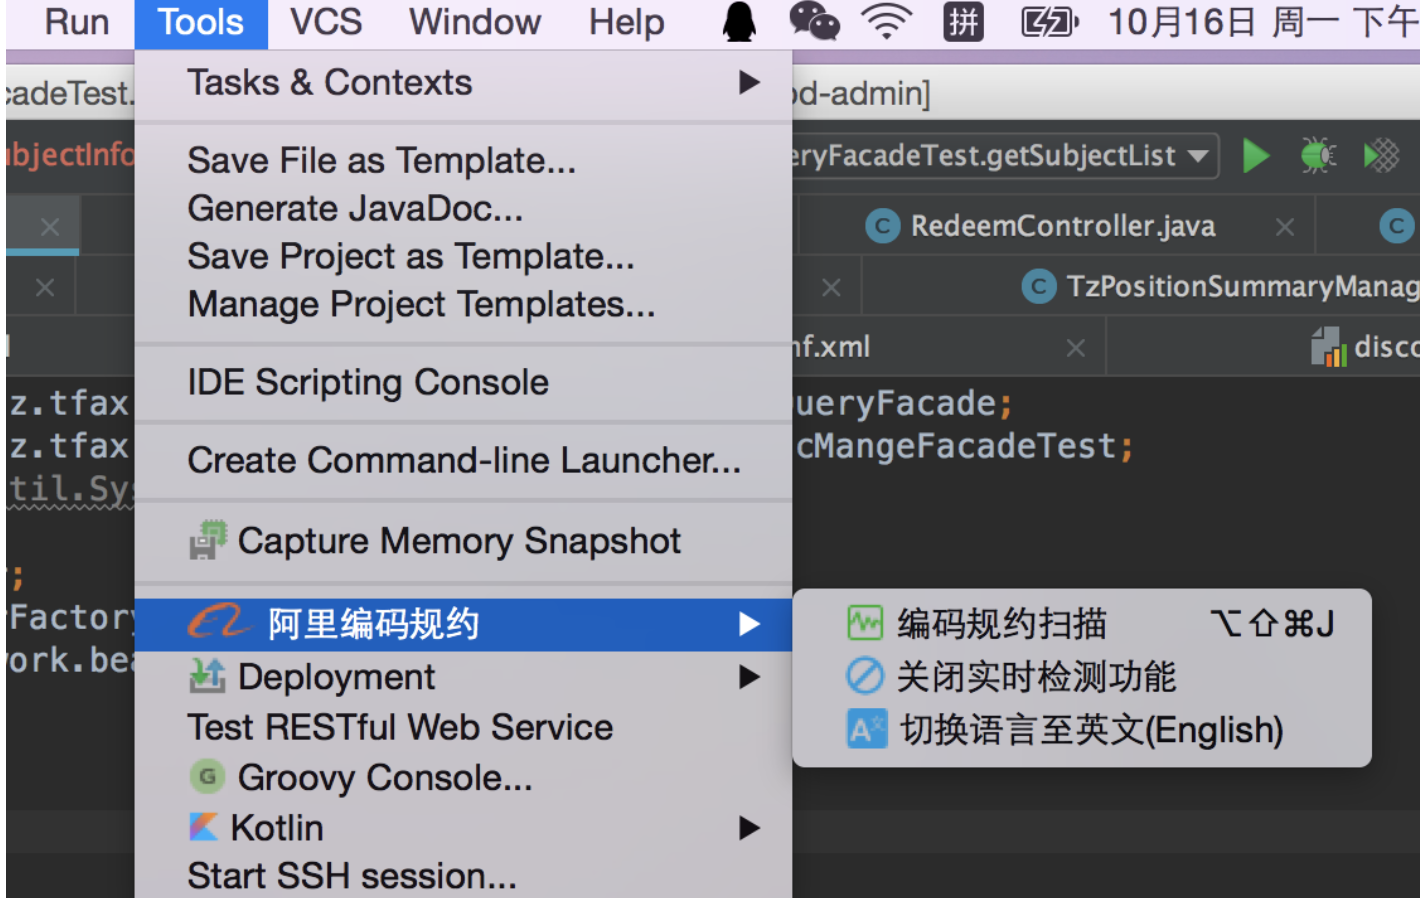 Run Tools VCS Window Help 拼 10月16日 周一 下午
cadeTest. od-admin]
Tasks & Contexts
ubjectInfo eryFacadeTest.getSubjectList
Save File as Template...
Generate JavaDoc...
C RedeemController.java C
Save Project as Template...
C TzPositionSummaryManag
Manage Project Templates...
nf.xml disco
IDE Scripting Console
z.tfax ueryFacade;
z.tfax cMangeFacadeTest;
Create Command-line Launcher...
til.Sys
Capture Memory Snapshot
;
Factory 阿里编码规约 编码规约扫描 ⌥⇧⌘J
work.bea Deployment 关闭实时检测功能
Test RESTful Web Service 切换语言至英文(English)
G Groovy Console...
Kotlin
Start SSH session...